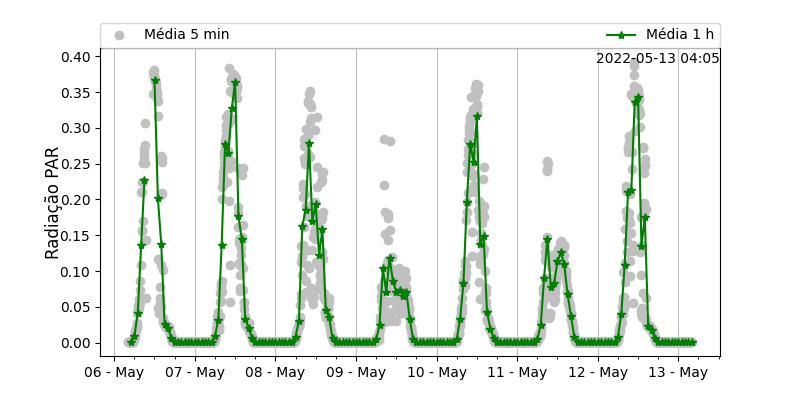 Média 5 min
Média 1 h
2022-05-13 04:05
0.40
0.35
0.30
0.25
0.20
0.15
0.10
0.05
0.00
Radiação PAR
06 - May
07 - May
08 - May
09 - May
10 - May
11 - May
12 - May
13 - May